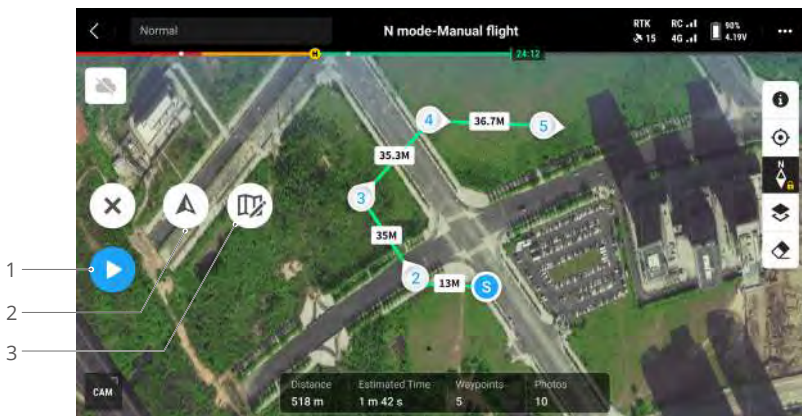 Normal
N mode-Manual flight
RTK
15
RC
4G
90%
4.19V
H
24:12
4
36.7M
5
35.3M
N
3
35M
2
13M
S
1
2
3
CAM
Distance
518 m
Estimated Time
1 m 42 s
Waypoints
5
Photos
10